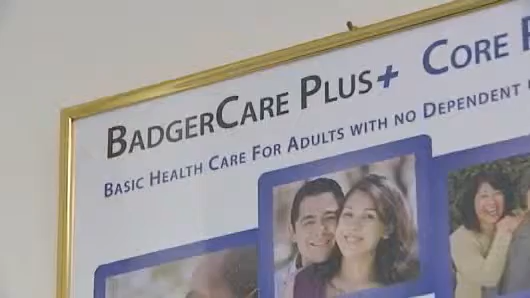 BADGERCARE PLUS+ CORE
BASIC HEALTH CARE FOR ADULTS WITH NO DEPENDENT